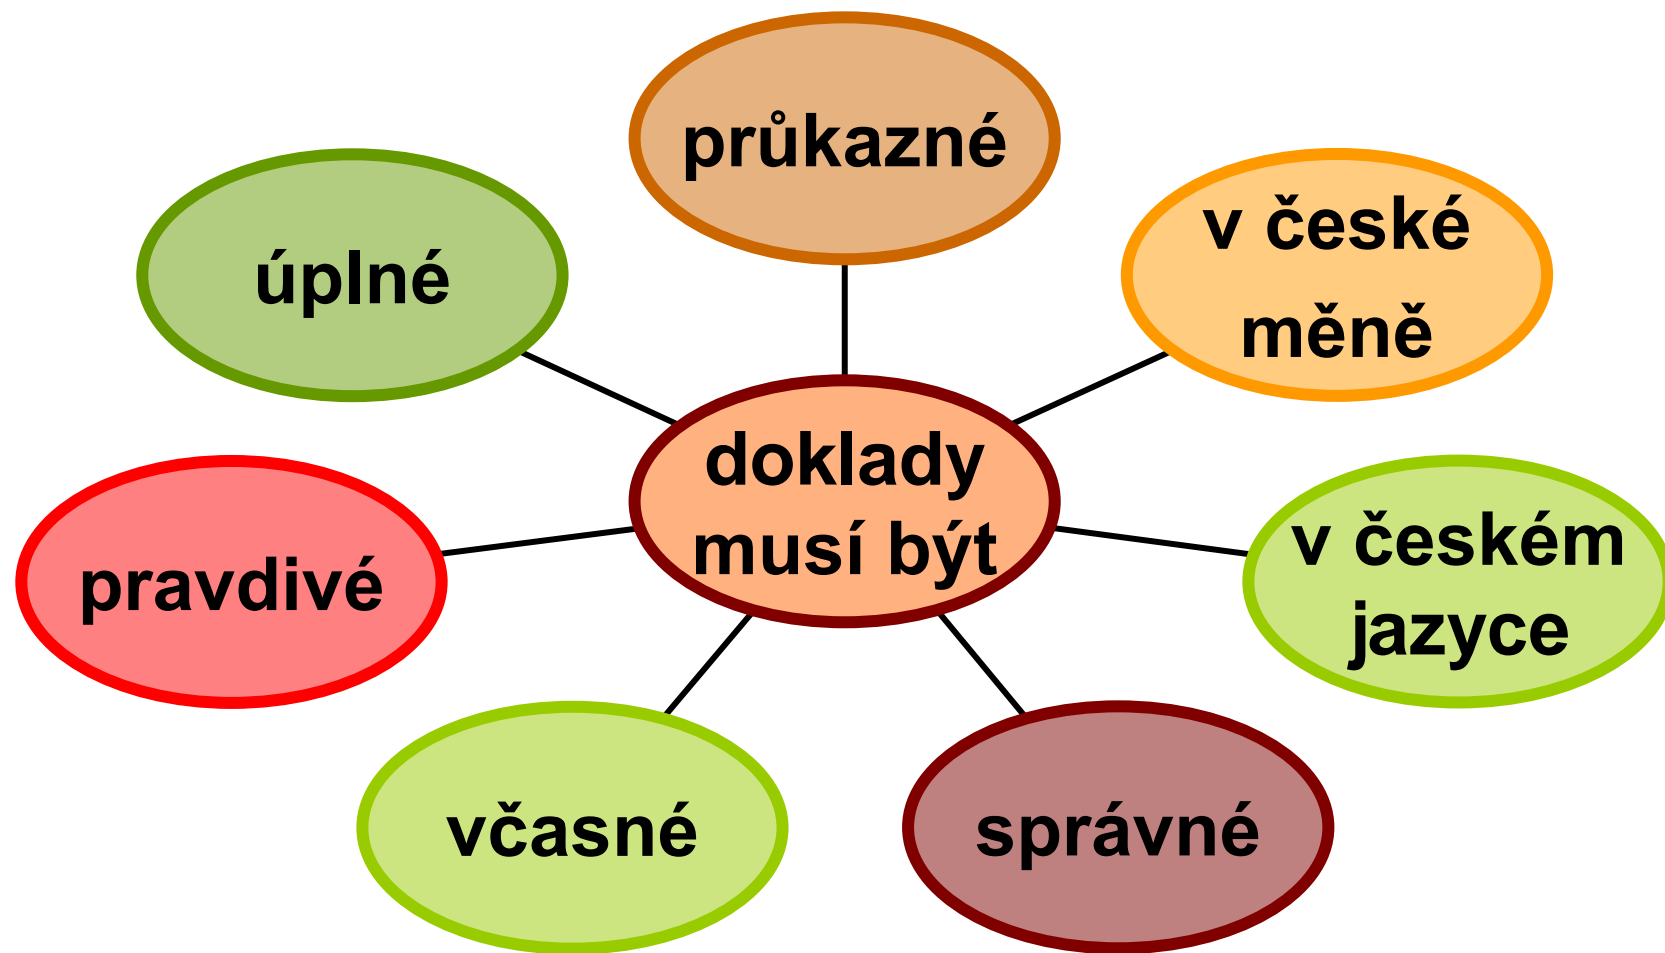 průkazné
v české
měně
úplné
doklady
musí být
v českém
jazyce
pravdivé
včasné
správné